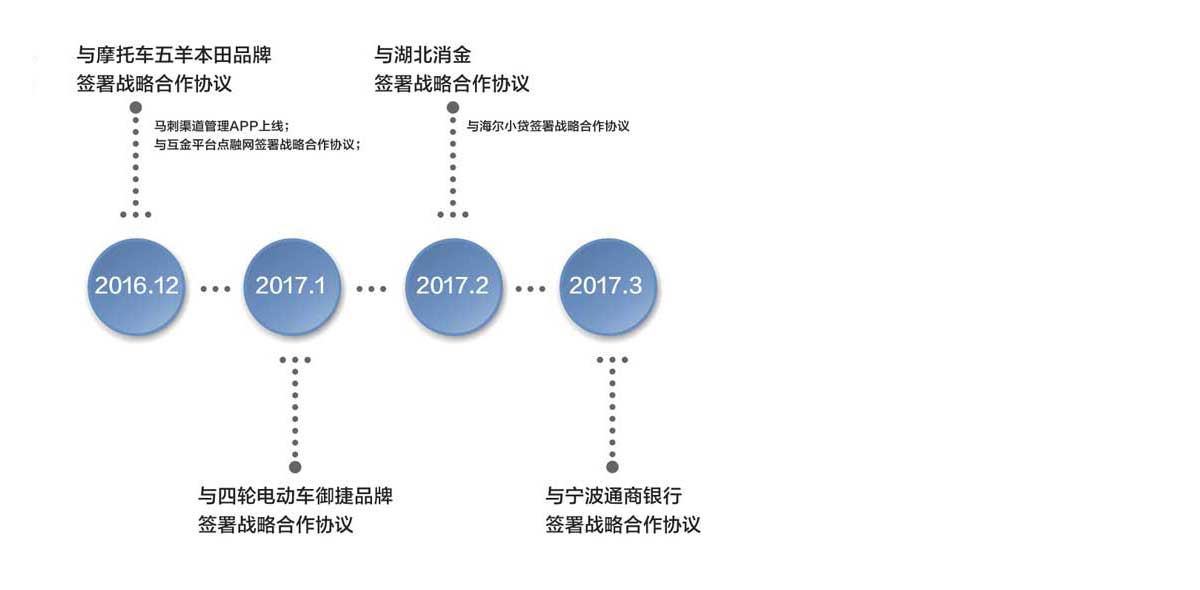 与摩托车五羊本田品牌
签署战略合作协议
与湖北消金
签署战略合作协议
马刺渠道管理APP上线；
与互金平台点融网签署战略合作协议；
与海尔小贷签署战略合作协议
2016.12
2017.1
2017.2
2017.3
与四轮电动车御捷品牌
签署战略合作协议
与宁波通商银行
签署战略合作协议